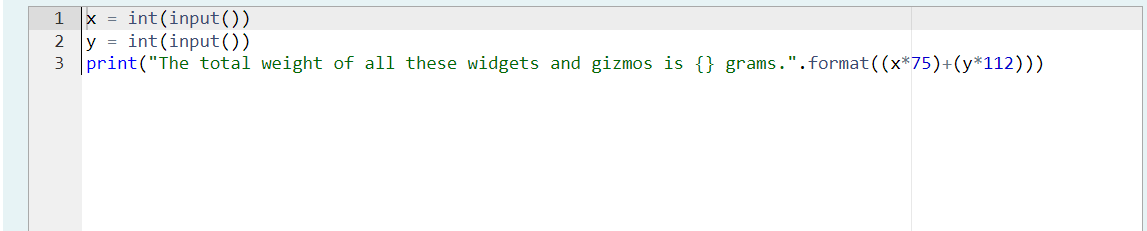 1 x = int(input())
2 y = int(input())
3 print("The total weight of all these widgets and gizmos is {} grams.".format((x*75)+(y*112)))